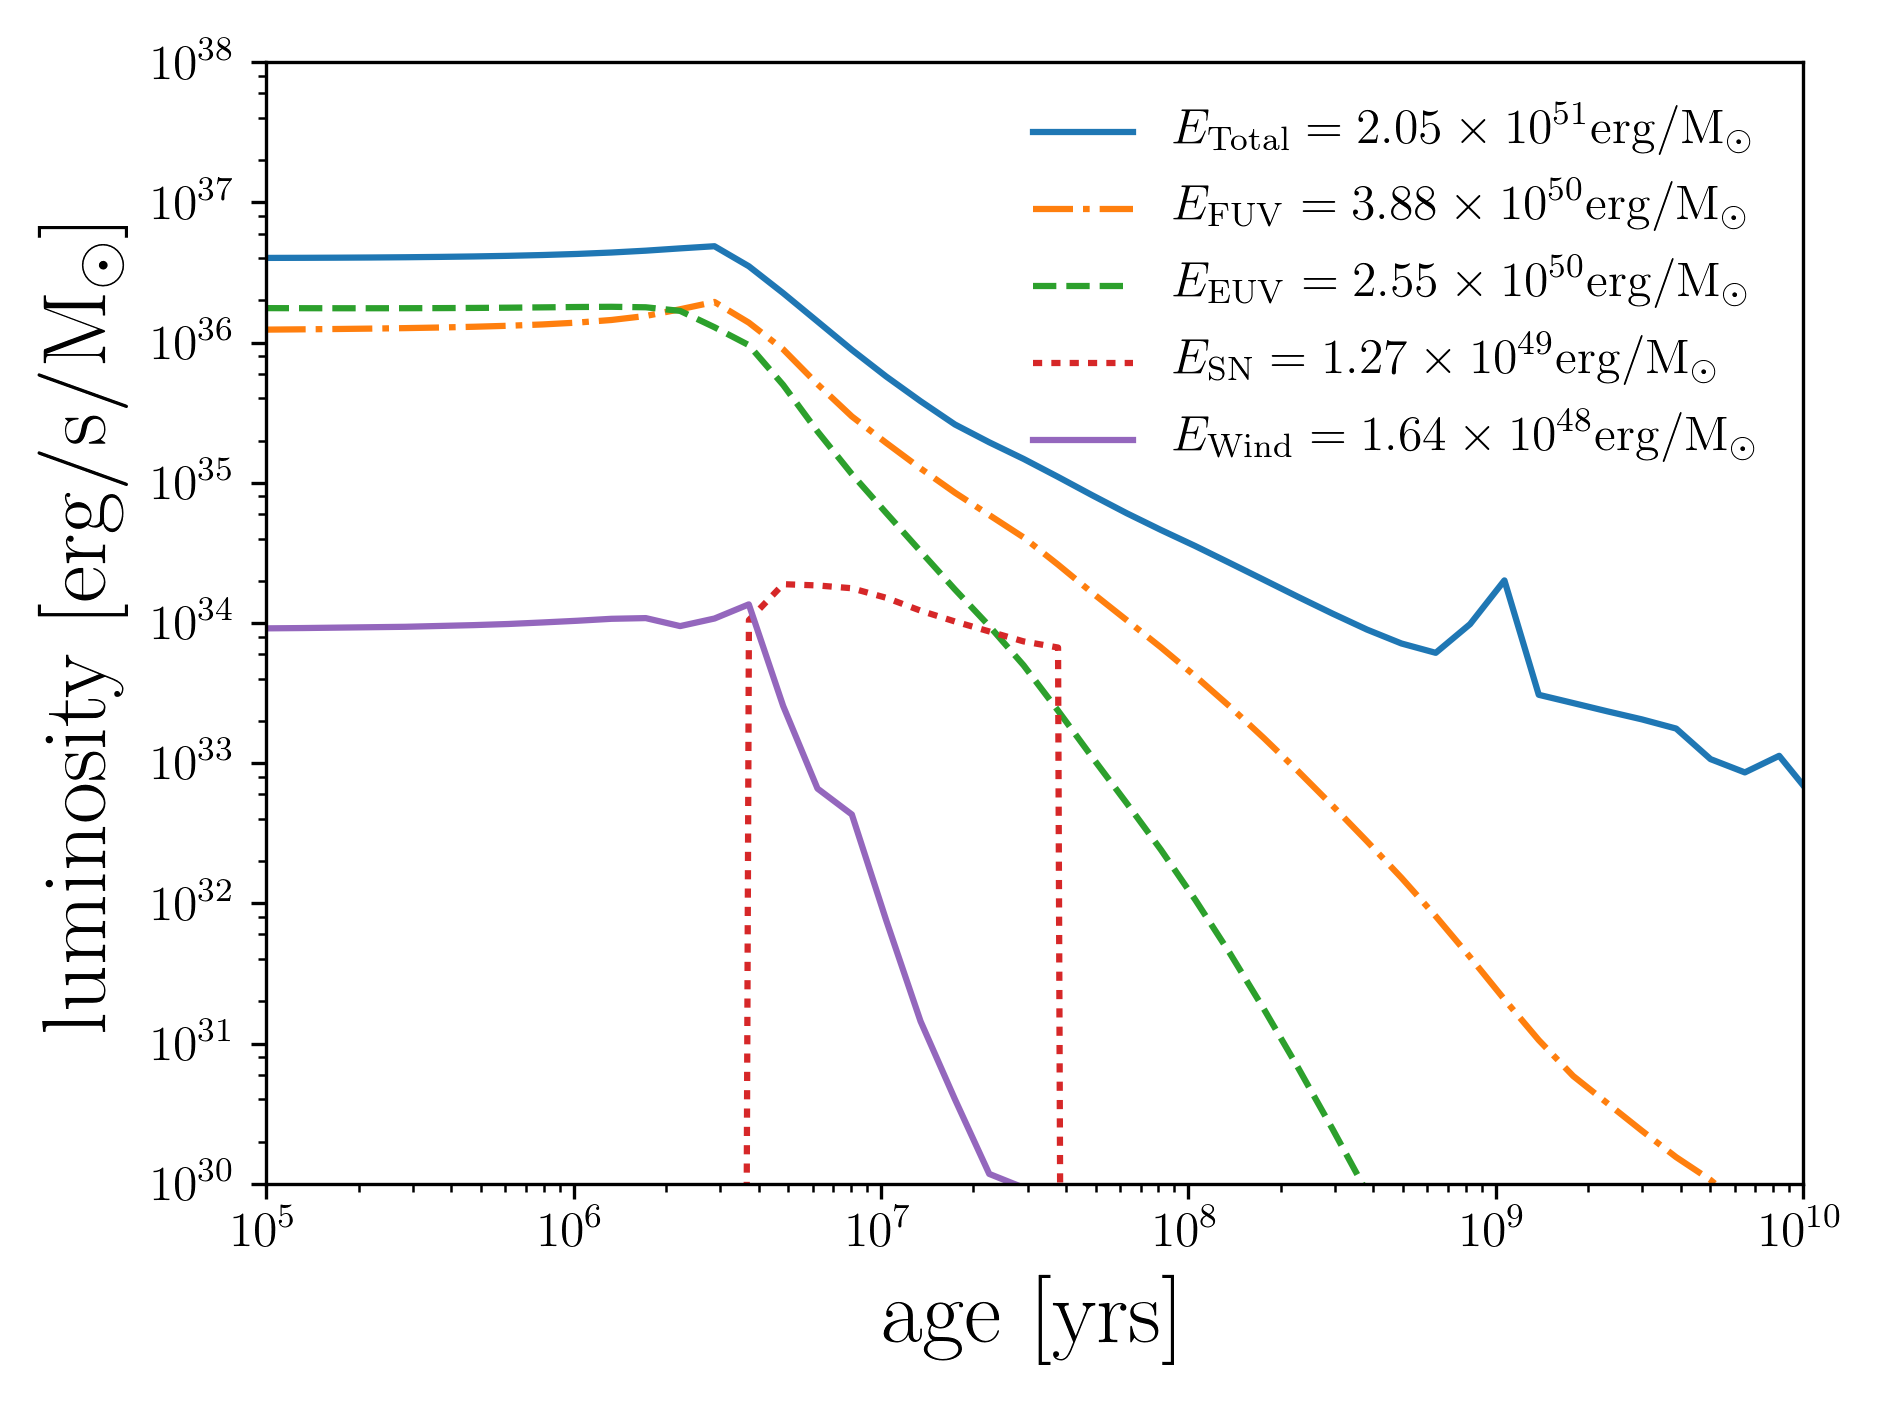 10^38
10^37
10^36
10^35
10^34
10^33
10^32
10^31
10^30
luminosity [erg/s/M⊙]
E_Total = 2.05 × 10^51 erg/M⊙
E_FUV = 3.88 × 10^50 erg/M⊙
E_EUV = 2.55 × 10^50 erg/M⊙
E_SN = 1.27 × 10^49 erg/M⊙
E_Wind = 1.64 × 10^48 erg/M⊙
10^5 10^6 10^7 10^8 10^9 10^10
age [yrs]